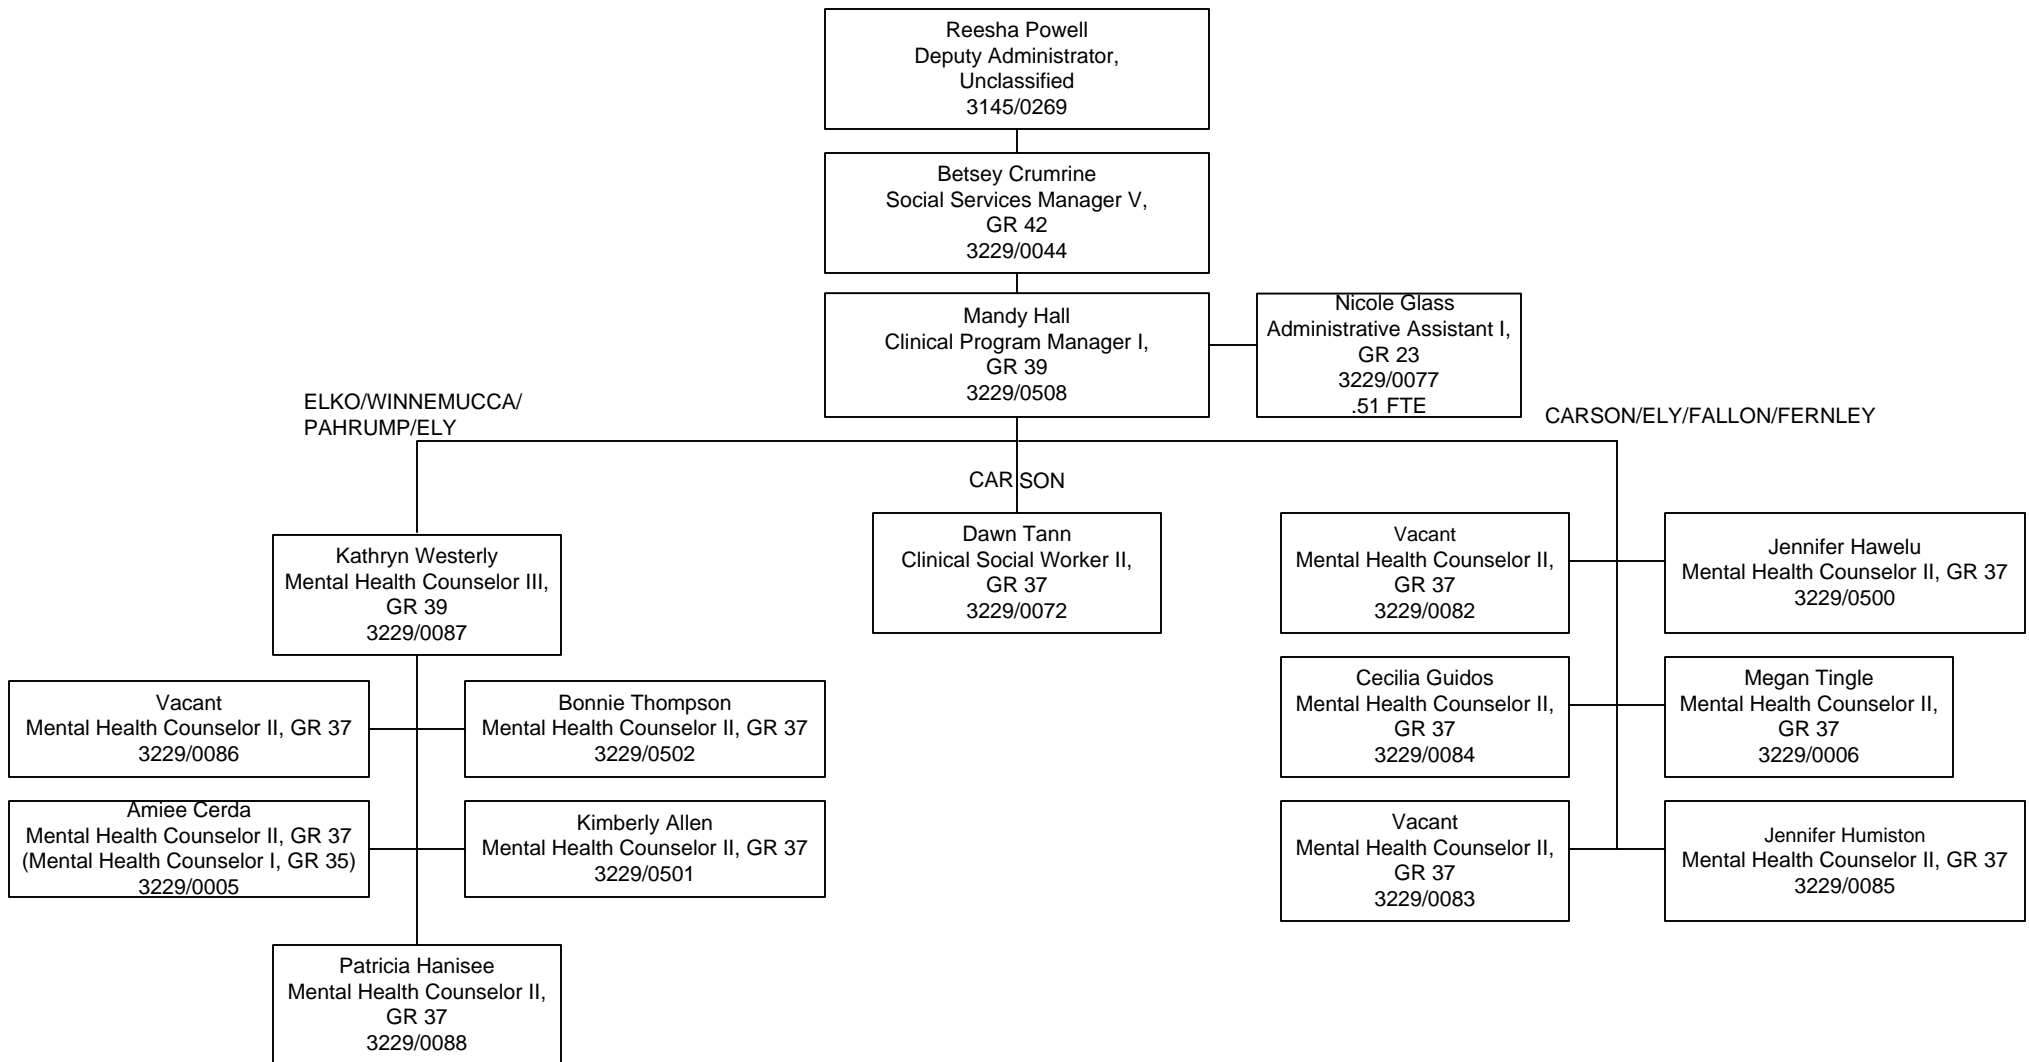 Reesha Powell
Deputy Administrator,
Unclassified
3145/0269
Betsey Crumrine
Social Services Manager V,
GR 42
3229/0044
Mandy Hall
Clinical Program Manager I,
GR 39
3229/0508
Nicole Glass
Administrative Assistant I,
GR 23
3229/0077
.51 FTE
ELKO/WINNEMUCCA/
PAHRUMP/ELY
CARSON
CARSON/ELY/FALLON/FERNLEY
Kathryn Westerly
Mental Health Counselor III,
GR 39
3229/0087
Vacant
Mental Health Counselor II, GR 37
3229/0086
Bonnie Thompson
Mental Health Counselor II, GR 37
3229/0502
Amiee Cerda
Mental Health Counselor II, GR 37
(Mental Health Counselor I, GR 35)
3229/0005
Kimberly Allen
Mental Health Counselor II, GR 37
3229/0501
Patricia Hanisee
Mental Health Counselor II,
GR 37
3229/0088
Dawn Tann
Clinical Social Worker II,
GR 37
3229/0072
Vacant
Mental Health Counselor II,
GR 37
3229/0082
Jennifer Hawelu
Mental Health Counselor II, GR 37
3229/0500
Cecilia Guidos
Mental Health Counselor II,
GR 37
3229/0084
Megan Tingle
Mental Health Counselor II,
GR 37
3229/0006
Vacant
Mental Health Counselor II,
GR 37
3229/0083
Jennifer Humiston
Mental Health Counselor II, GR 37
3229/0085